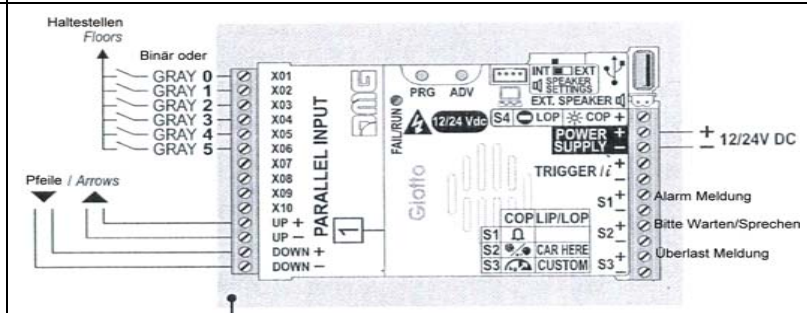 Haltestellen
Floors
Binär oder
GRAY 0
GRAY 1
GRAY 2
GRAY 3
GRAY 4
GRAY 5
Pfeile / Arrows
X01
X02
X03
X04
X05
X06
X07
X08
X09
X10
UP +
UP –
DOWN +
DOWN –
PARALLEL INPUT
1
RMG
Giotto
FAIL/RUN
PRG ADV
12/24 Vdc
INT EXT
SPEAKER
SETTINGS
EXT. SPEAKER
S4 LOP COP +
POWER +
SUPPLY –
TRIGGER/i +
–
S1 +
–
S2 +
–
S3 +
–
COP LIP/LOP
S1
S2 CAR HERE
S3 CUSTOM
+ 12/24V DC
–
Alarm Meldung
Bitte Warten/Sprechen
Überlast Meldung